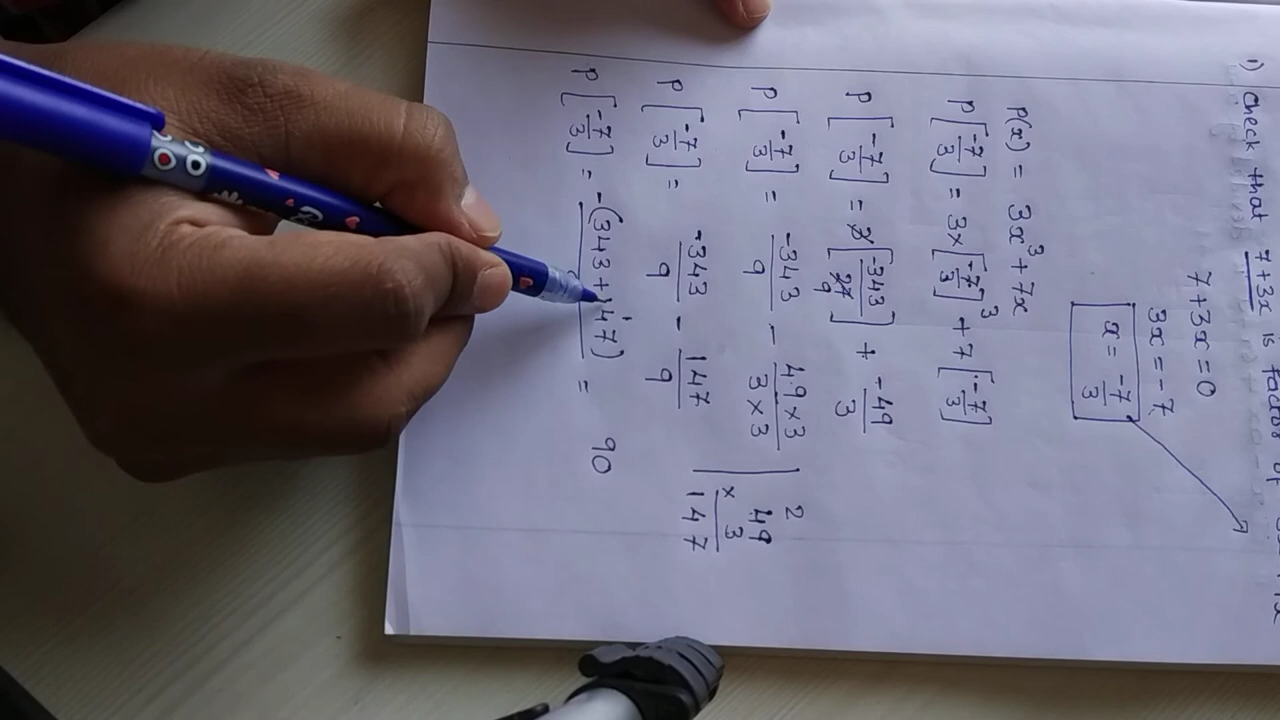 1) Check that 7+3x is factor of
7+3x = 0
3x = -7
x = -7/3
P(x) = 3x³ + 7x
P[-7/3] = 3×[-7/3]³ + 7[-7/3]
P[-7/3] = 3[-343/27 9] + -49/3
P[-7/3] = -343/9 - 49×3/3×3
2
49
× 3
147
P[-7/3] = -343/9 - 147/9
P[-7/3] = -(343+147) = 90
1